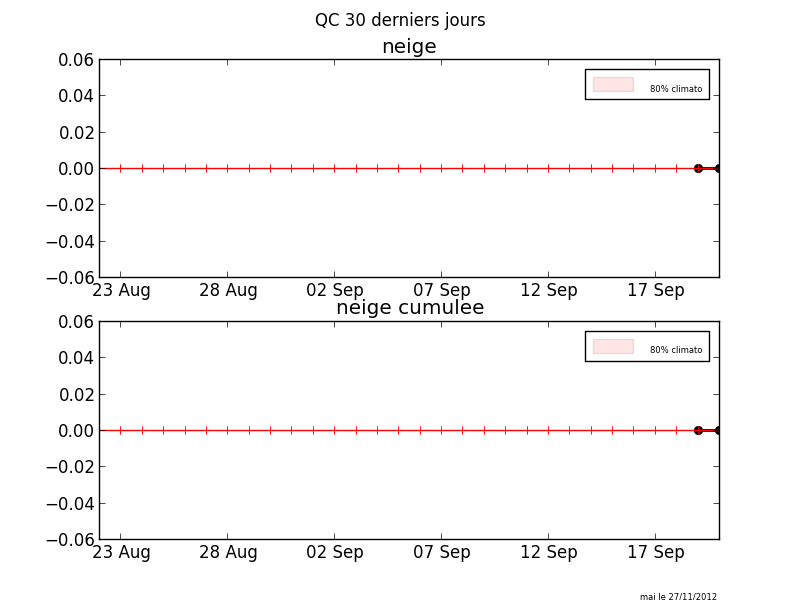 QC 30 derniers jours
neige
0.06
0.04
0.02
0.00
−0.02
−0.04
−0.06
80% climato
23 Aug 28 Aug 02 Sep 07 Sep 12 Sep 17 Sep
neige cumulee
0.06
0.04
0.02
0.00
−0.02
−0.04
−0.06
80% climato
23 Aug 28 Aug 02 Sep 07 Sep 12 Sep 17 Sep
maj le 27/11/2012